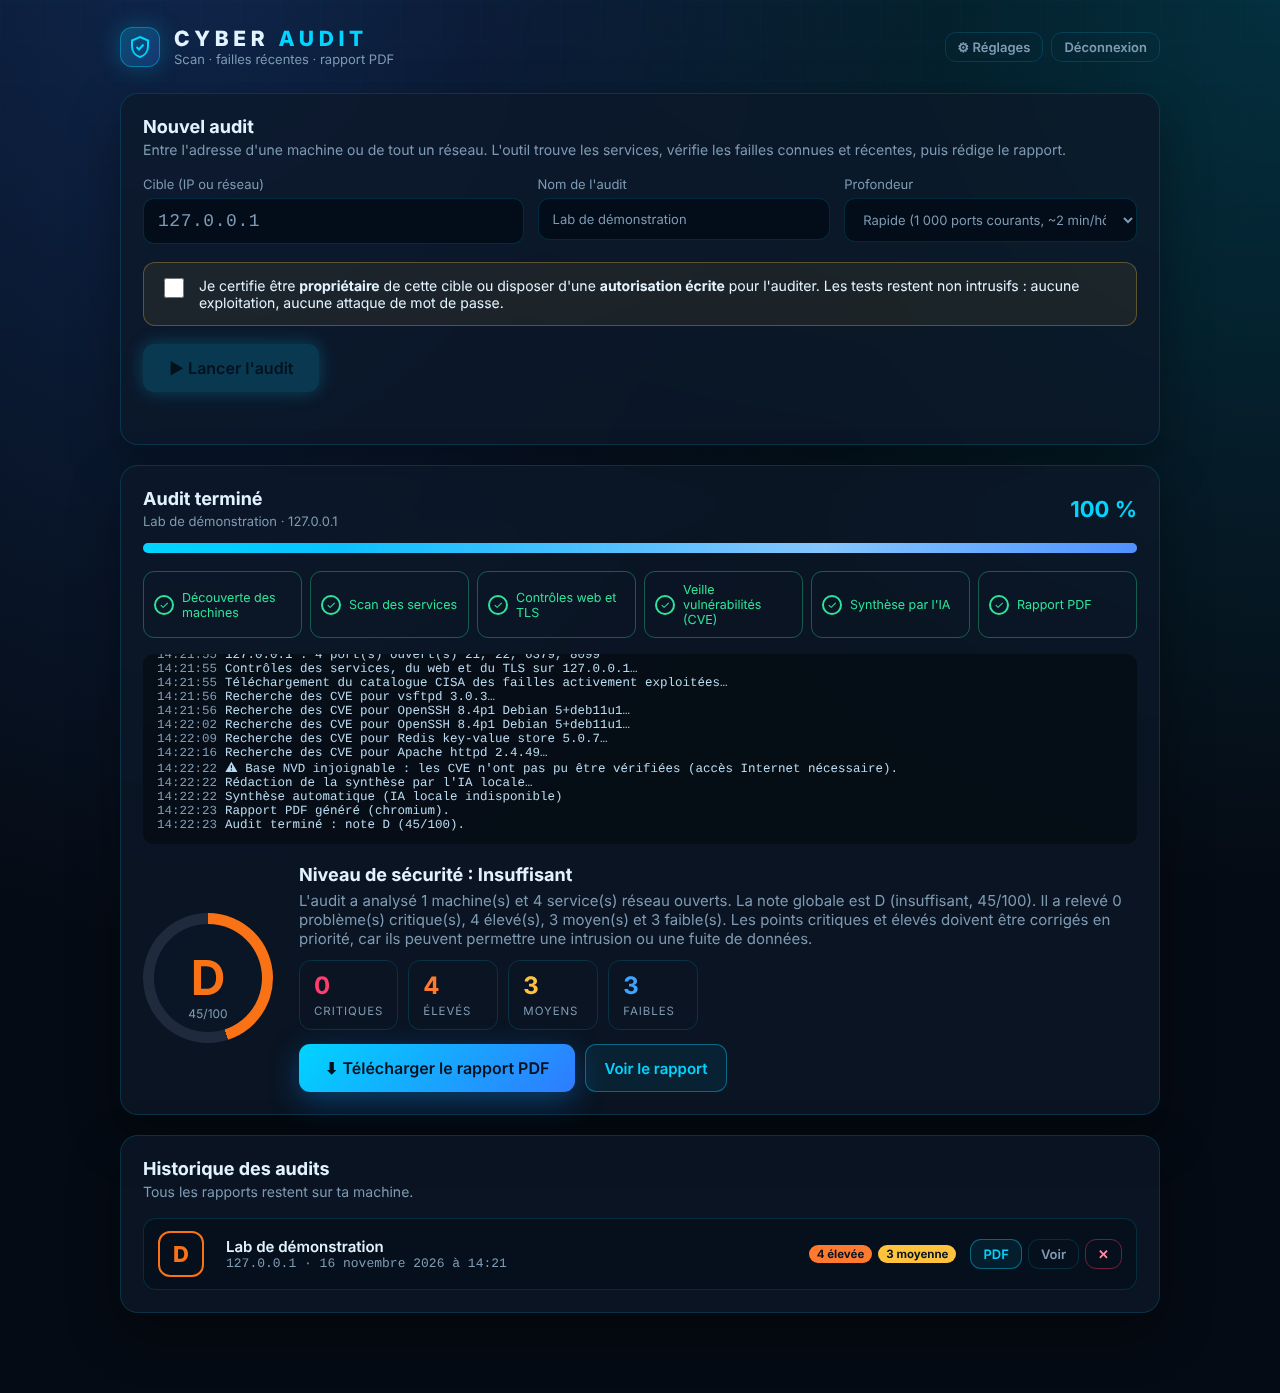 CYBER AUDIT
Scan · failles récentes · rapport PDF
⚙ Réglages
Déconnexion
Nouvel audit
Entre l'adresse d'une machine ou de tout un réseau. L'outil trouve les services, vérifie les failles connues et récentes, puis rédige le rapport.
Cible (IP ou réseau)
Nom de l'audit
Profondeur
127.0.0.1
Lab de démonstration
Rapide (1 000 ports courants, ~2 min/hô
Je certifie être propriétaire de cette cible ou disposer d'une autorisation écrite pour l'auditer. Les tests restent non intrusifs : aucune
exploitation, aucune attaque de mot de passe.
▶ Lancer l'audit
Audit terminé
Lab de démonstration · 127.0.0.1
100 %
Découverte des
machines
Scan des services
Contrôles web et
TLS
Veille
vulnérabilités
(CVE)
Synthèse par l'IA
Rapport PDF
14:21:55 127.0.0.1 : 4 port(s) ouvert(s) 21, 22, 6379, 8099
14:21:55 Contrôles des services, du web et du TLS sur 127.0.0.1…
14:21:55 Téléchargement du catalogue CISA des failles activement exploitées…
14:21:56 Recherche des CVE pour vsftpd 3.0.3…
14:21:56 Recherche des CVE pour OpenSSH 8.4p1 Debian 5+deb11u1…
14:22:02 Recherche des CVE pour OpenSSH 8.4p1 Debian 5+deb11u1…
14:22:09 Recherche des CVE pour Redis key-value store 5.0.7…
14:22:16 Recherche des CVE pour Apache httpd 2.4.49…
14:22:22 ⚠ Base NVD injoignable : les CVE n'ont pas pu être vérifiées (accès Internet nécessaire).
14:22:22 Rédaction de la synthèse par l'IA locale…
14:22:22 Synthèse automatique (IA locale indisponible)
14:22:23 Rapport PDF généré (chromium).
14:22:23 Audit terminé : note D (45/100).
D
45/100
Niveau de sécurité : Insuffisant
L'audit a analysé 1 machine(s) et 4 service(s) réseau ouverts. La note globale est D (insuffisant, 45/100). Il a relevé 0
problème(s) critique(s), 4 élevé(s), 3 moyen(s) et 3 faible(s). Les points critiques et élevés doivent être corrigés en
priorité, car ils peuvent permettre une intrusion ou une fuite de données.
0
CRITIQUES
4
ÉLEVÉS
3
MOYENS
3
FAIBLES
⬇ Télécharger le rapport PDF
Voir le rapport
Historique des audits
Tous les rapports restent sur ta machine.
D
Lab de démonstration
127.0.0.1 · 16 novembre 2026 à 14:21
4 élevée
3 moyenne
PDF
Voir
✕